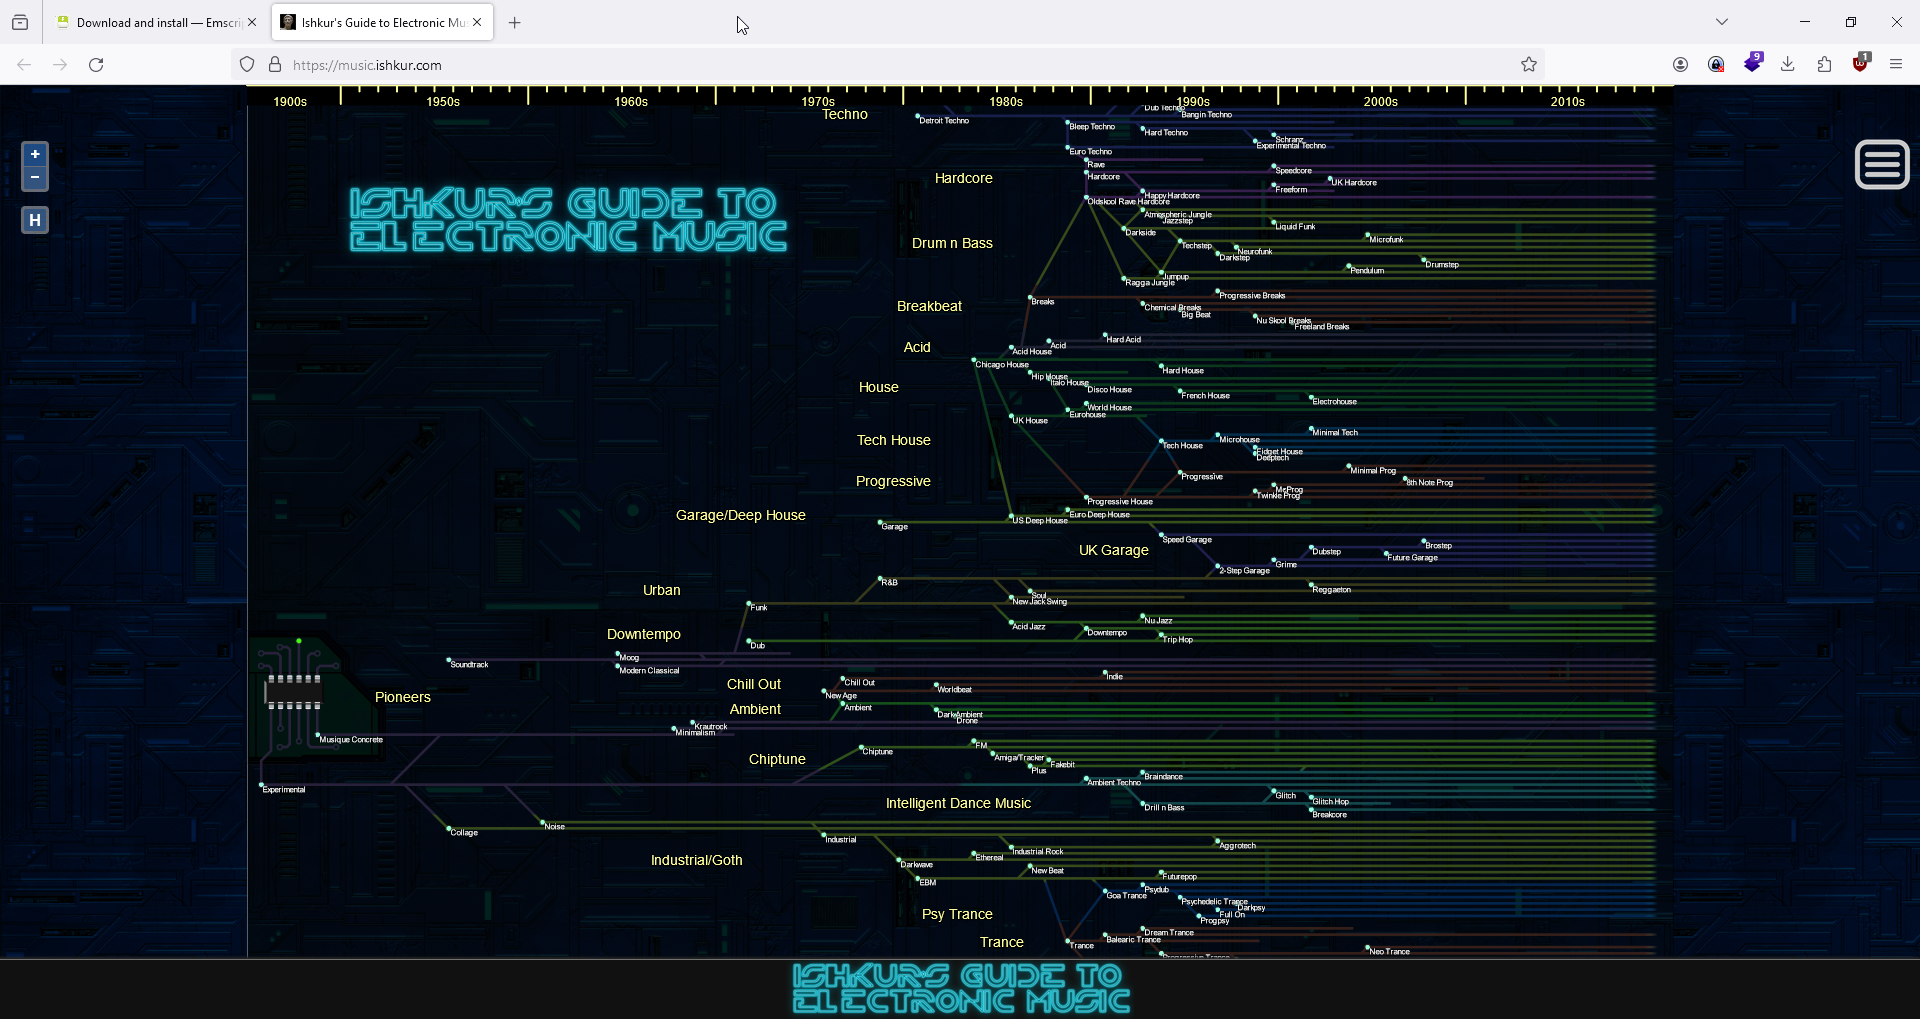 Download and install — Emscri
Ishkur's Guide to Electronic Mu
https://music.ishkur.com
9
1
1900s
1950s
1960s
1970s
1980s
1990s
2000s
2010s
+
−
H
ISHKUR'S GUIDE TO
ELECTRONIC MUSIC
Techno
Detroit Techno
Dub Techno
Bangin Techno
Bleep Techno
Hard Techno
Schranz
Experimental Techno
Euro Techno
Rave
Hardcore
Hardcore
Speedcore
UK Hardcore
Freeform
Happy Hardcore
Oldskool Rave Hardcore
Atmospheric Jungle
Jazzstep
Liquid Funk
Darkside
Drum n Bass
Techstep
Microfunk
Neurofunk
Darkstep
Drumstep
Pendulum
Jumpup
Ragga Jungle
Breakbeat
Breaks
Progressive Breaks
Chemical Breaks
Big Beat
Nu Skool Breaks
Freeland Breaks
Acid
Hard Acid
Acid
Acid House
Chicago House
Hard House
Hip House
Italo House
House
Disco House
French House
Electrohouse
World House
Eurohouse
UK House
Tech House
Minimal Tech
Microhouse
Tech House
Fidget House
Deeptech
Progressive
Minimal Prog
Progressive
8th Note Prog
McProg
Twinkle Prog
Progressive House
Garage/Deep House
Euro Deep House
US Deep House
Garage
UK Garage
Speed Garage
Brostep
Dubstep
Future Garage
Grime
2-Step Garage
Urban
R&B
Reggaeton
Soul
New Jack Swing
Funk
Downtempo
Nu Jazz
Acid Jazz
Downtempo
Trip Hop
Dub
Moog
Soundtrack
Modern Classical
Pioneers
Chill Out
Indie
Chill Out
Worldbeat
New Age
Ambient
Ambient
Dark Ambient
Drone
Krautrock
Minimalism
Musique Concrete
Chiptune
FM
Chiptune
Amiga/Tracker
Fakebit
Plus
Experimental
Braindance
Ambient Techno
Intelligent Dance Music
Glitch
Glitch Hop
Drill n Bass
Breakcore
Noise
Collage
Industrial
Industrial/Goth
Aggrotech
Industrial Rock
Ethereal
Darkwave
New Beat
EBM
Futurepop
Psydub
Goa Trance
Psychedelic Trance
Darkpsy
Full On
Progpsy
Psy Trance
Trance
Dream Trance
Balearic Trance
Trance
Neo Trance
Progressive Trance
ISHKUR'S GUIDE TO
ELECTRONIC MUSIC